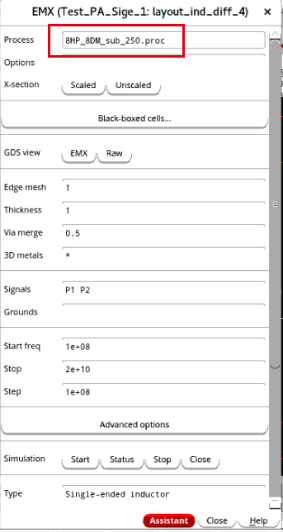 EMX (Test_PA_Sige_1: layout_ind_diff_4) ×
Process 8HP_8DM_sub_250.proc
Options
X-section Scaled Unscaled
Black-boxed cells...
GDS view EMX Raw
Edge mesh 1
Thickness 1
Via merge 0.5
3D metals *
Signals P1 P2
Grounds
Start freq 1e+08
Stop 2e+10
Step 1e+08
Advanced options
Simulation Start Status Stop Close
Type Single-ended inductor
Assistant Close Help